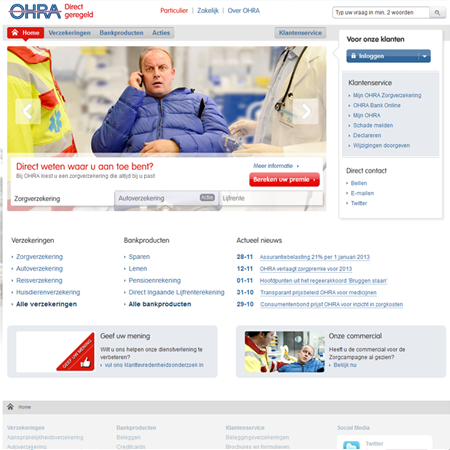 OHRA Direct geregeld
Particulier | Zakelijk | Over OHRA
Typ uw vraag in min. 2 woorden
Home Verzekeringen Bankproducten Acties Klantenservice
Voor onze klanten
Inloggen
Klantenservice
Mijn OHRA Zorgverzekering
OHRA Bank Online
Mijn OHRA
Schade melden
Declareren
Wijzigingen doorgeven
Direct contact
Bellen
E-mailen
Twitter
Direct weten waar u aan toe bent?
Bij OHRA kiest u een zorgverzekering die altijd bij u past!
Meer informatie
Bereken uw premie
Zorgverzekering Autoverzekering Actie Lijfrente
Verzekeringen
Zorgverzekering
Autoverzekering
Reisverzekering
Huisdierenverzekering
Alle verzekeringen
Bankproducten
Sparen
Lenen
Pensioenrekening
Direct Ingaande Lijfrenterekening
Alle bankproducten
Actueel nieuws
28-11 Assurantiebelasting 21% per 1 januari 2013
12-11 OHRA verlaagt zorgpremie voor 2013
01-11 Hoofdpunten uit het regeerakkoord 'Bruggen slaan'
31-10 Transparant prijsbeleid OHRA voor medicijnen
29-10 Consumentenbond prijst OHRA voor inzicht in zorgkosten
GEEF UW MENING
Geef uw mening
Wilt u ons helpen onze dienstverlening te verbeteren?
Vul ons klanttevredenheidsonderzoek in
Onze commercial
Heeft u de commercial voor de Zorgcampagne al gezien?
Bekijk nu
Home
Verzekeringen
Aansprakelijkheidsverzekering
Autoverzekering
Bankproducten
Beleggen
Creditcards
Klantenservice
Beleggingsverzekeringen
Brochures en formulieren
Social Media
Twitter